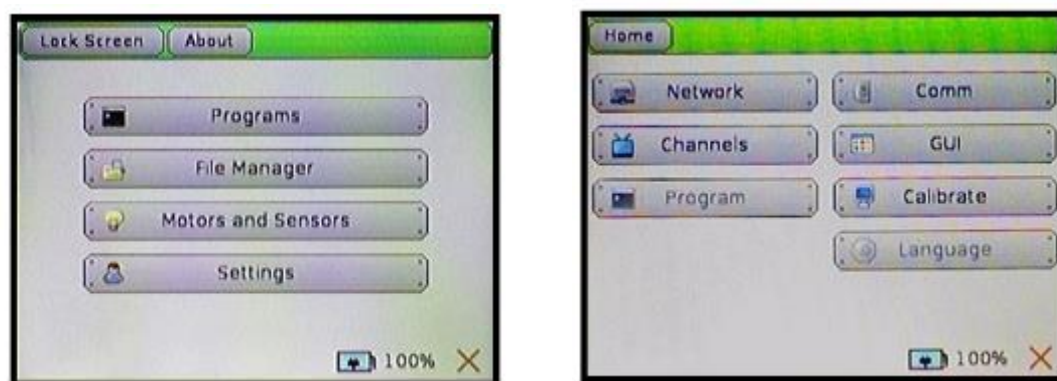 Lock Screen About
Programs
File Manager
Motors and Sensors
Settings
100%
Home
Network Comm
Channels GUI
Program Calibrate
Language
100%